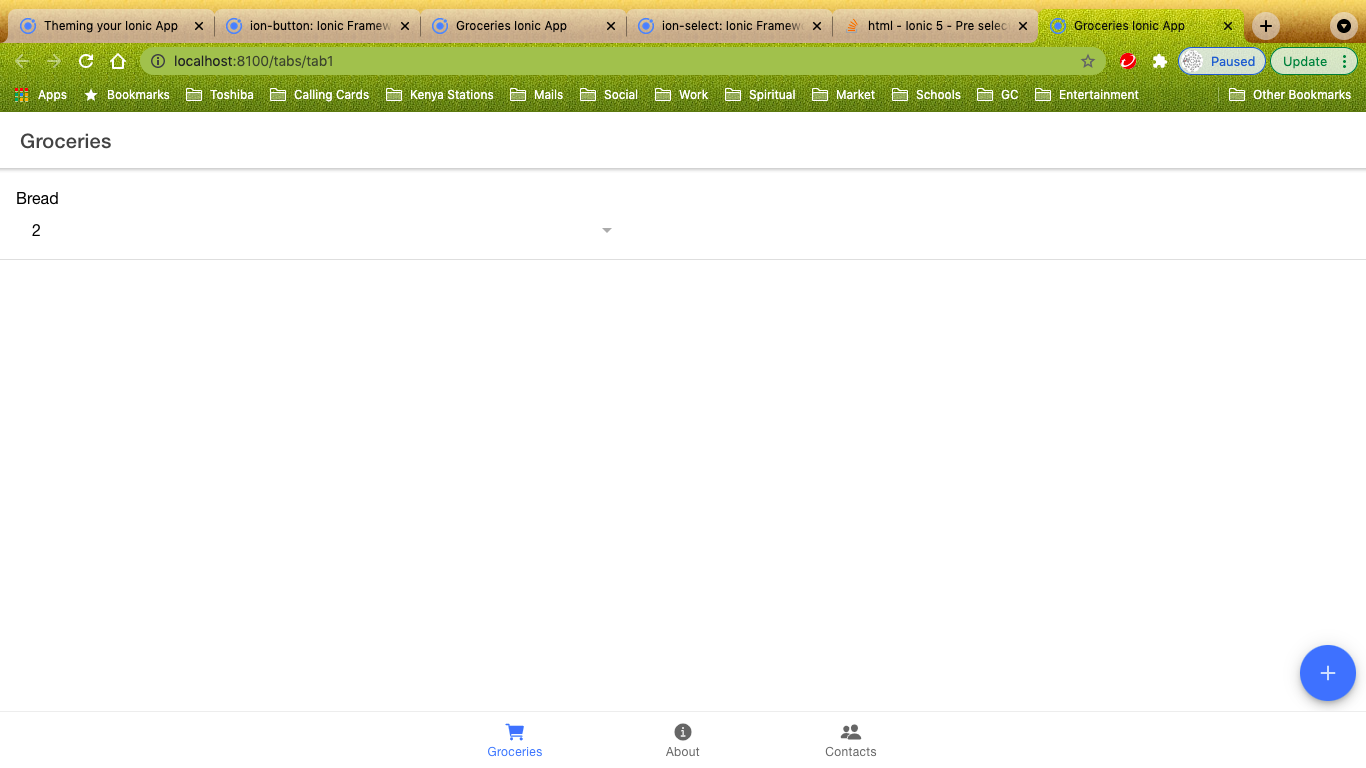 Theming your Ionic App
ion-button: Ionic Framew
Groceries Ionic App
ion-select: Ionic Framew
html - Ionic 5 - Pre selec
Groceries Ionic App
localhost:8100/tabs/tab1
Paused
Update
Apps
Bookmarks
Toshiba
Calling Cards
Kenya Stations
Mails
Social
Work
Spiritual
Market
Schools
GC
Entertainment
Other Bookmarks
Groceries
Bread
2
Groceries
About
Contacts